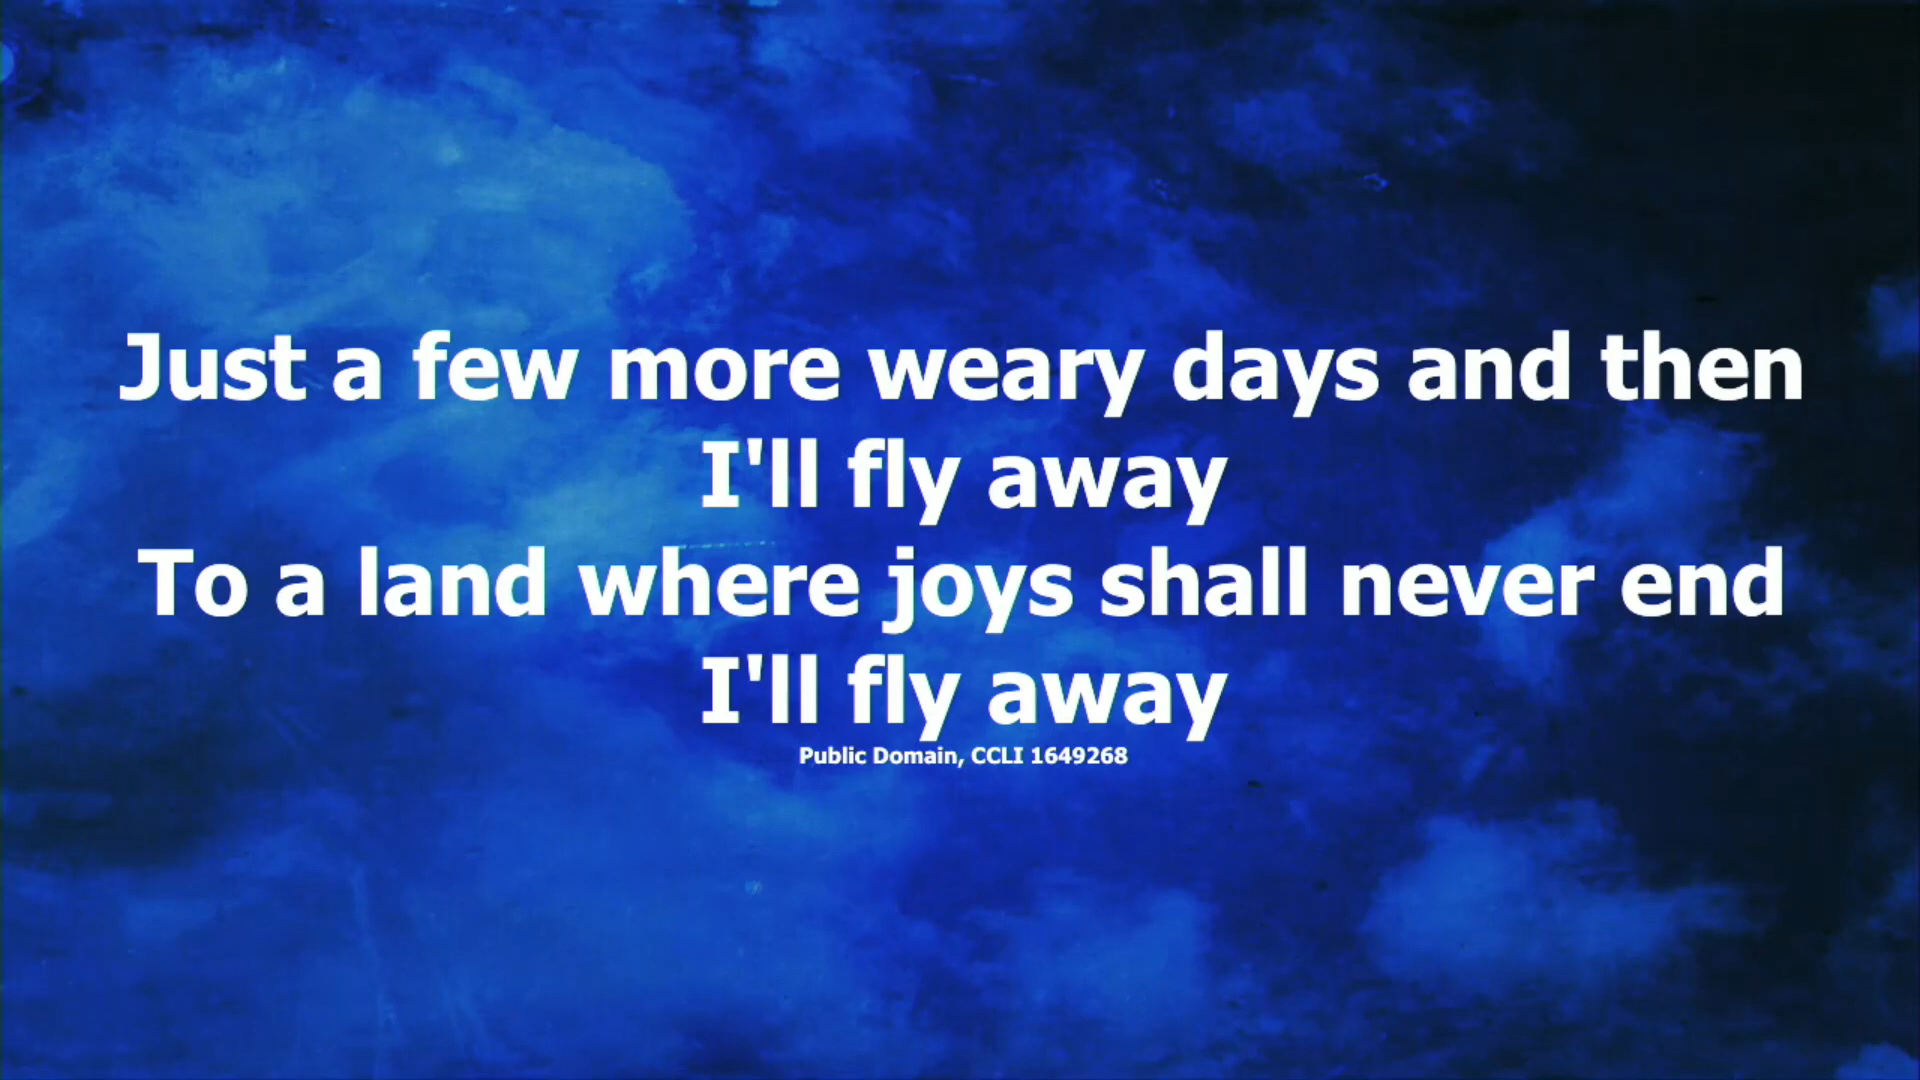 Just a few more weary days and then
I'll fly away
To a land where joys shall never end
I'll fly away
Public Domain, CCLI 1649268